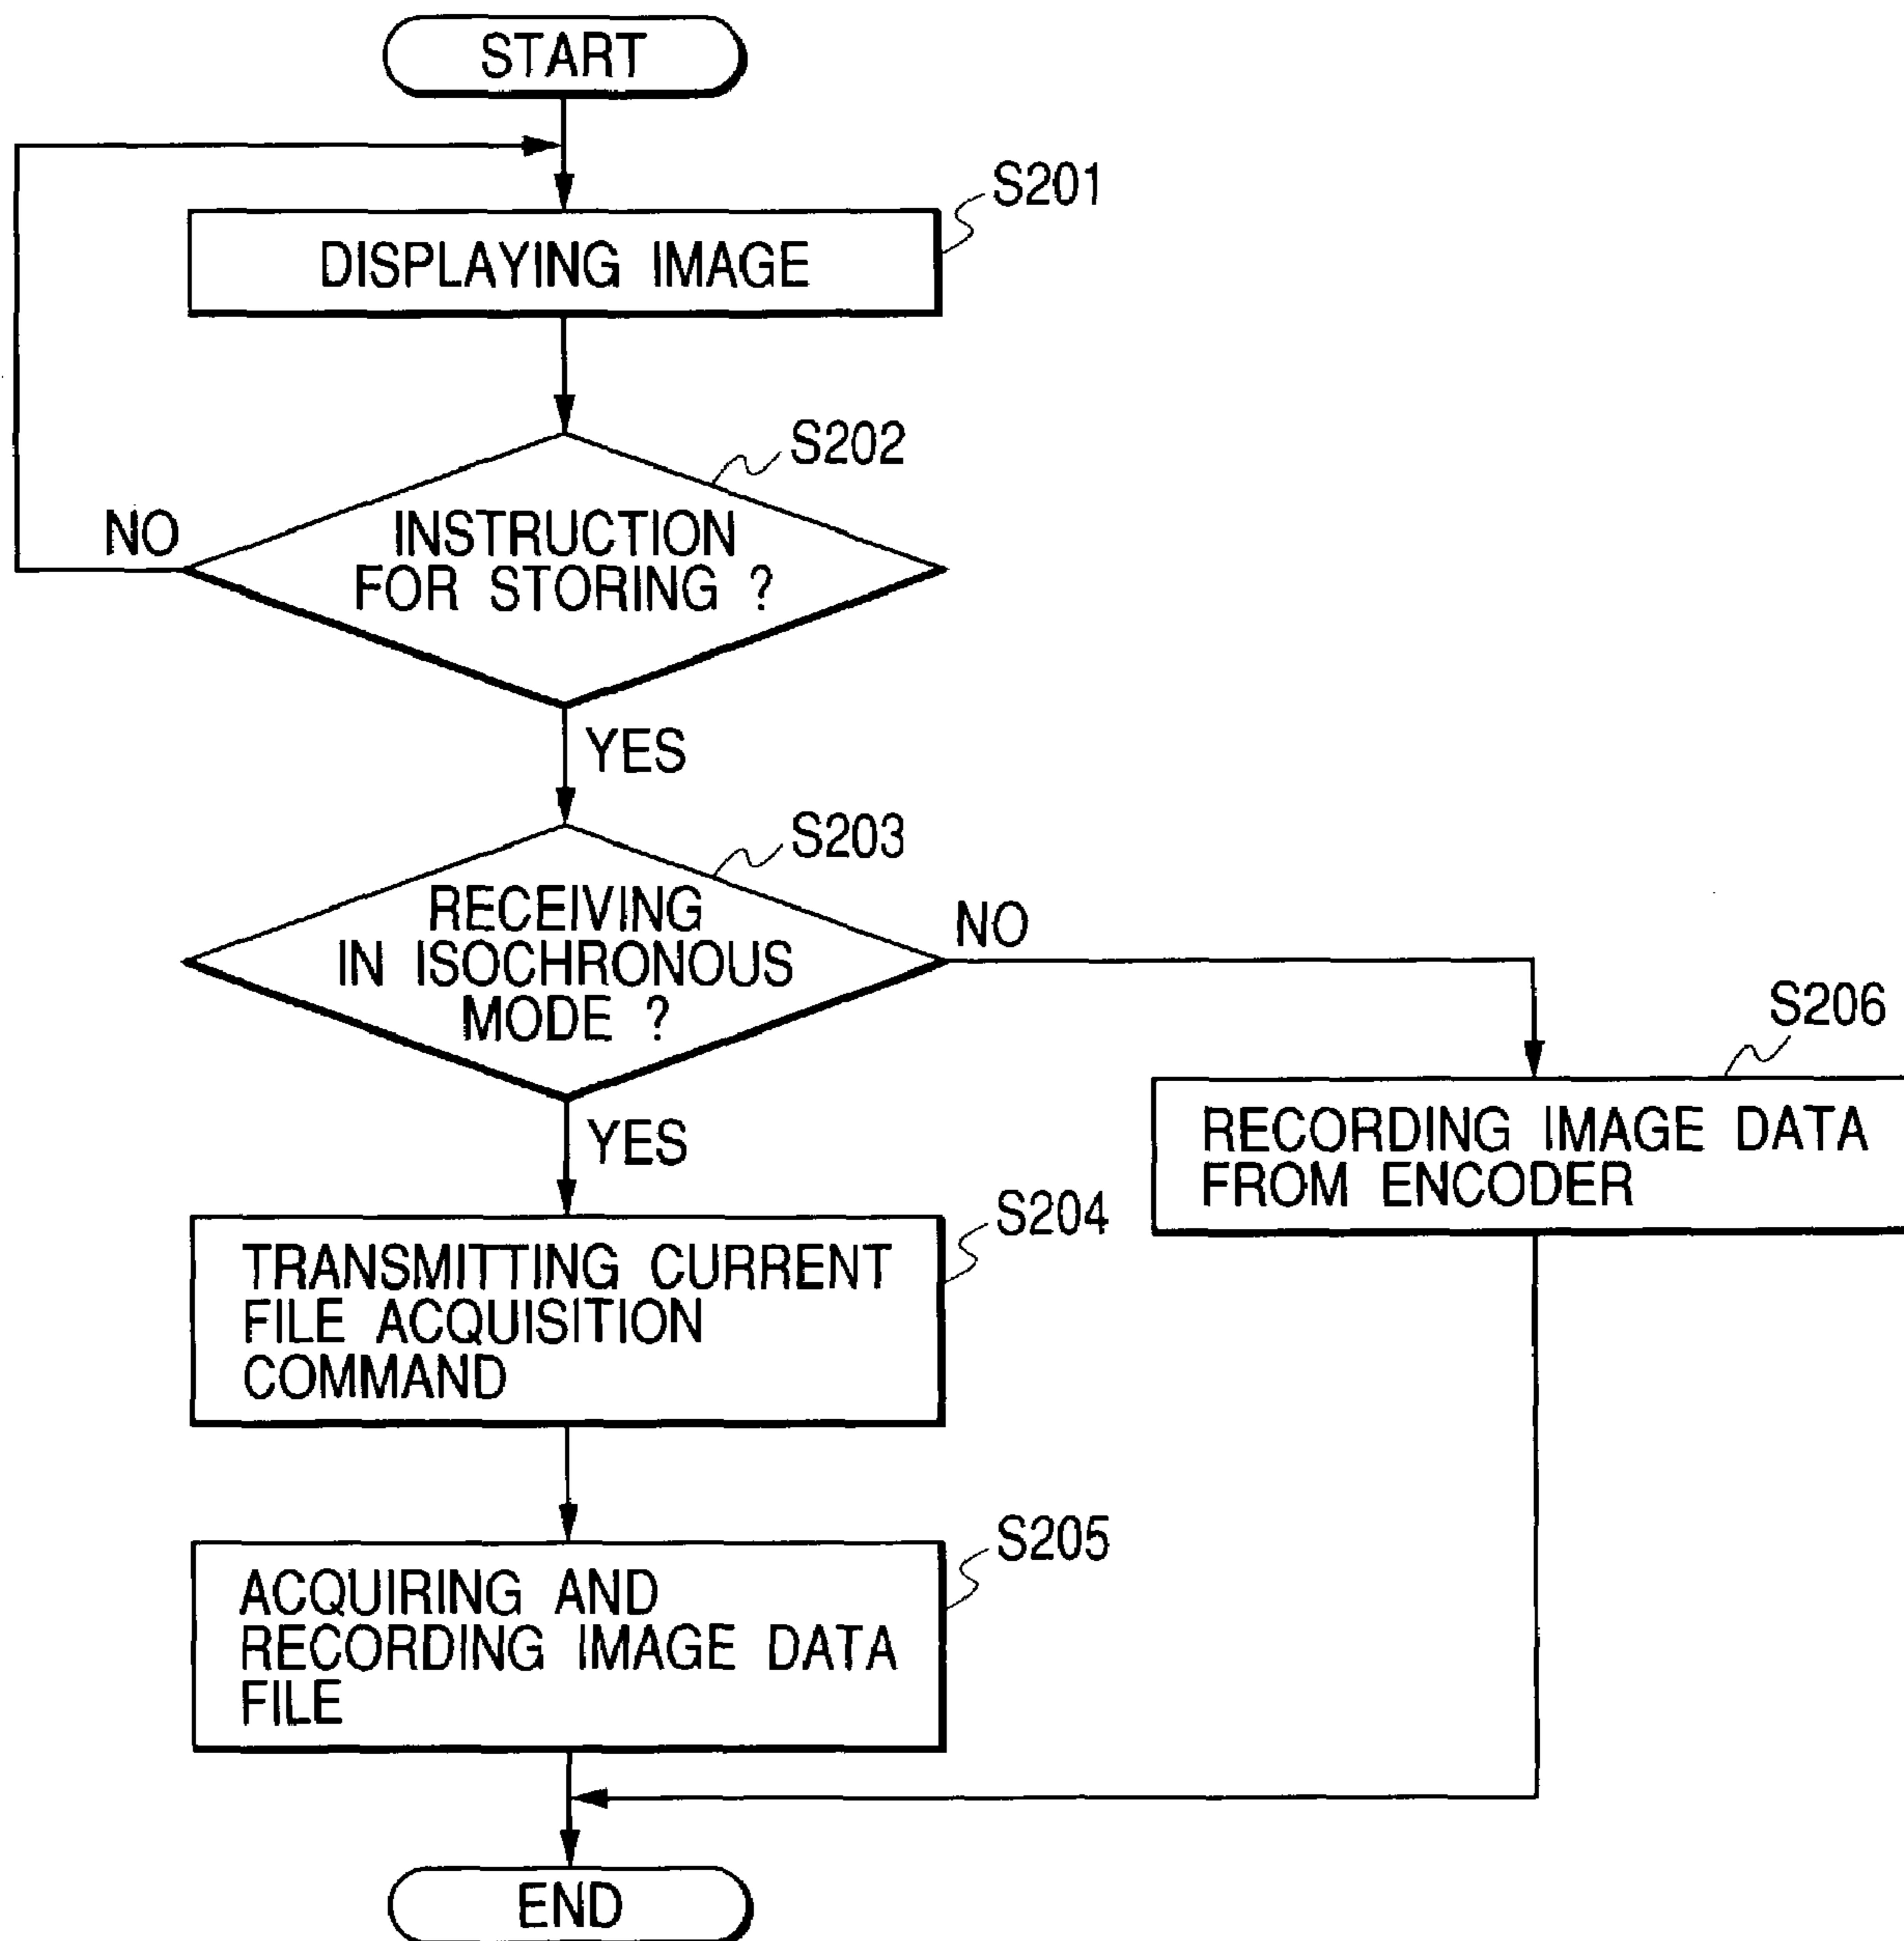 START
S201
DISPLAYING IMAGE
S202
NO
INSTRUCTION
FOR STORING ?
YES
S203
RECEIVING
IN ISOCHRONOUS
MODE ?
NO
YES
S206
RECORDING IMAGE DATA
FROM ENCODER
S204
TRANSMITTING CURRENT
FILE ACQUISITION
COMMAND
S205
ACQUIRING AND
RECORDING IMAGE DATA
FILE
END